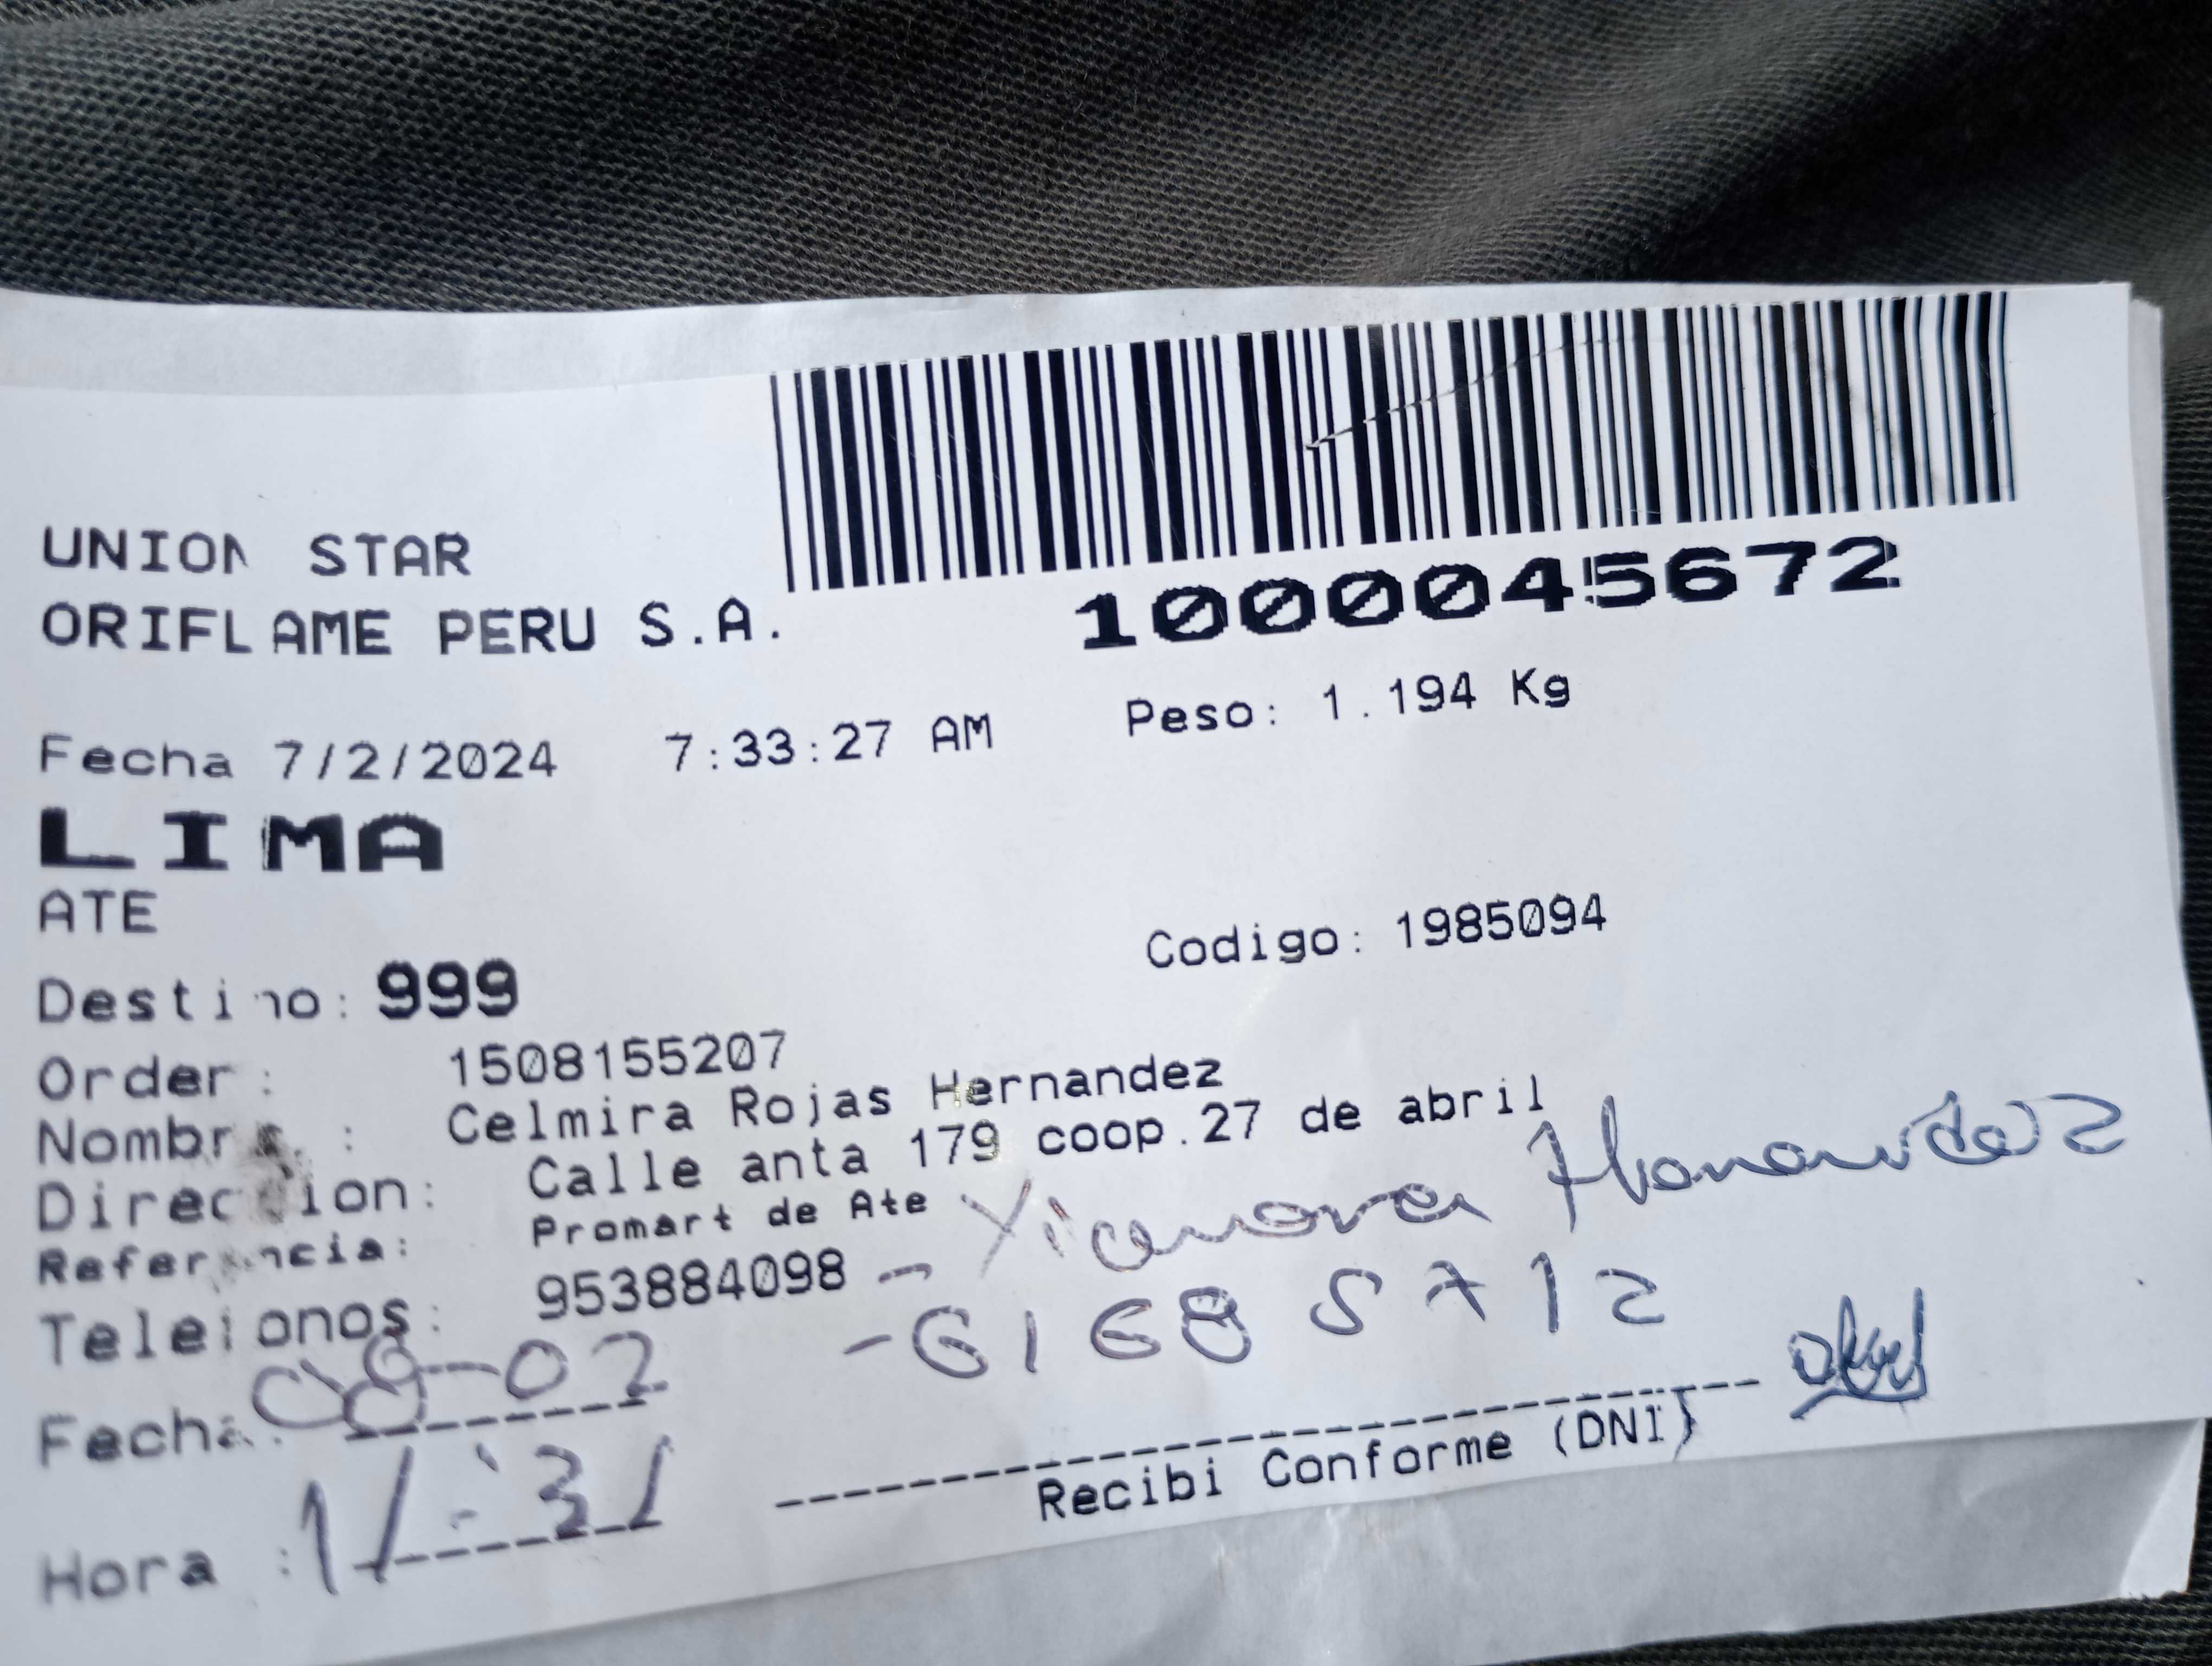 1000045672
UNION STAR
ORIFLAME PERU S.A.
Peso: 1.194 Kg
Fecha 7/2/2024 7:33:27 AM
LIMA
ATE
Codigo: 1985094
Destino: 999
Order: 1508155207
Nombre: Celmira Rojas Hernandez
Direccion: Calle anta 179 coop.27 de abril
Referencia: Promart de Ate
Telefonos: 953884098 -
Fecha: 08-02
-61685712
Hora : 11:31
Recibi Conforme (DNI)